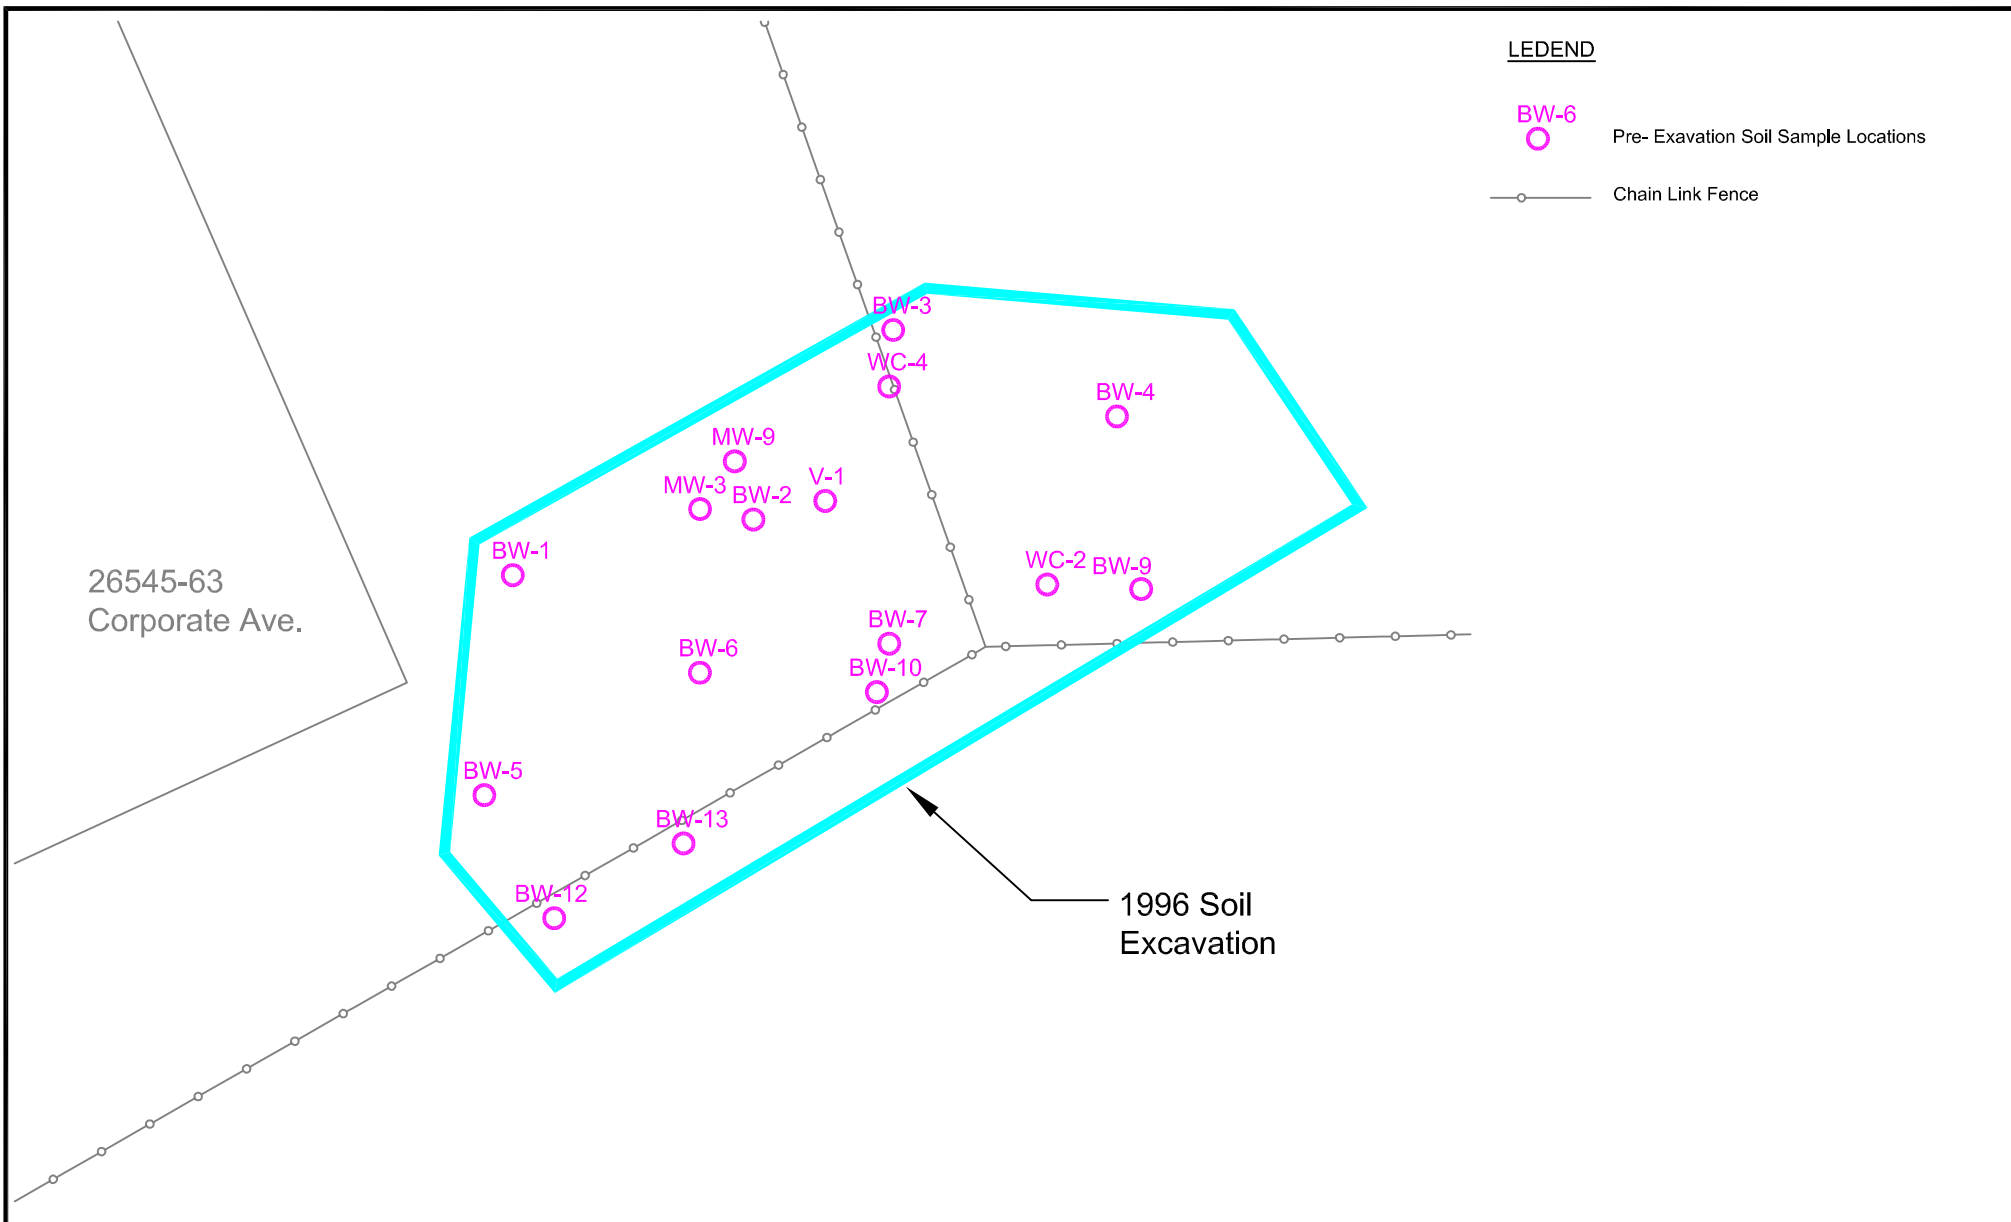 LEDEND
BW-6
Pre- Exavation Soil Sample Locations
Chain Link Fence
BW-3
WC-4
BW-4
MW-9
V-1
MW-3
BW-2
BW-1
WC-2
BW-9
26545-63
Corporate Ave.
BW-7
BW-6
BW-10
BW-5
BW-13
BW-12
1996 Soil
Excavation